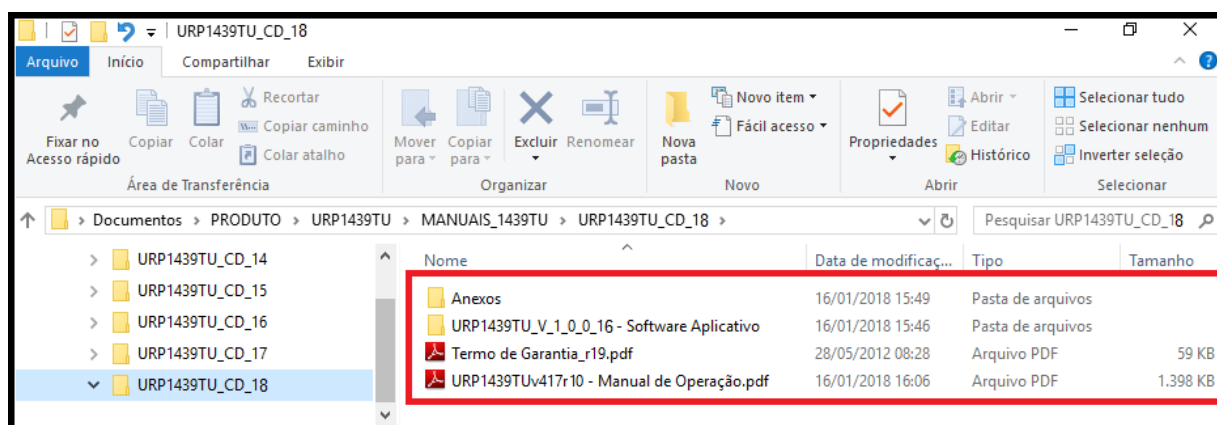 URP1439TU_CD_18
Arquivo Início Compartilhar Exibir
Fixar no Acesso rápido
Copiar
Colar
Recortar
Copiar caminho
Colar atalho
Área de Transferência
Mover para
Copiar para
Excluir
Renomear
Organizar
Nova pasta
Novo item
Fácil acesso
Novo
Propriedades
Abrir
Editar
Histórico
Abrir
Selecionar tudo
Selecionar nenhum
Inverter seleção
Selecionar
> Documentos > PRODUTO > URP1439TU > MANUAIS_1439TU > URP1439TU_CD_18 >
Pesquisar URP1439TU_CD_18
URP1439TU_CD_14
URP1439TU_CD_15
URP1439TU_CD_16
URP1439TU_CD_17
URP1439TU_CD_18
Nome Data de modificaç... Tipo Tamanho
Anexos 16/01/2018 15:49 Pasta de arquivos
URP1439TU_V_1_0_0_16 - Software Aplicativo 16/01/2018 15:46 Pasta de arquivos
Termo de Garantia_r19.pdf 28/05/2012 08:28 Arquivo PDF 59 KB
URP1439TUv417r10 - Manual de Operação.pdf 16/01/2018 16:06 Arquivo PDF 1.398 KB